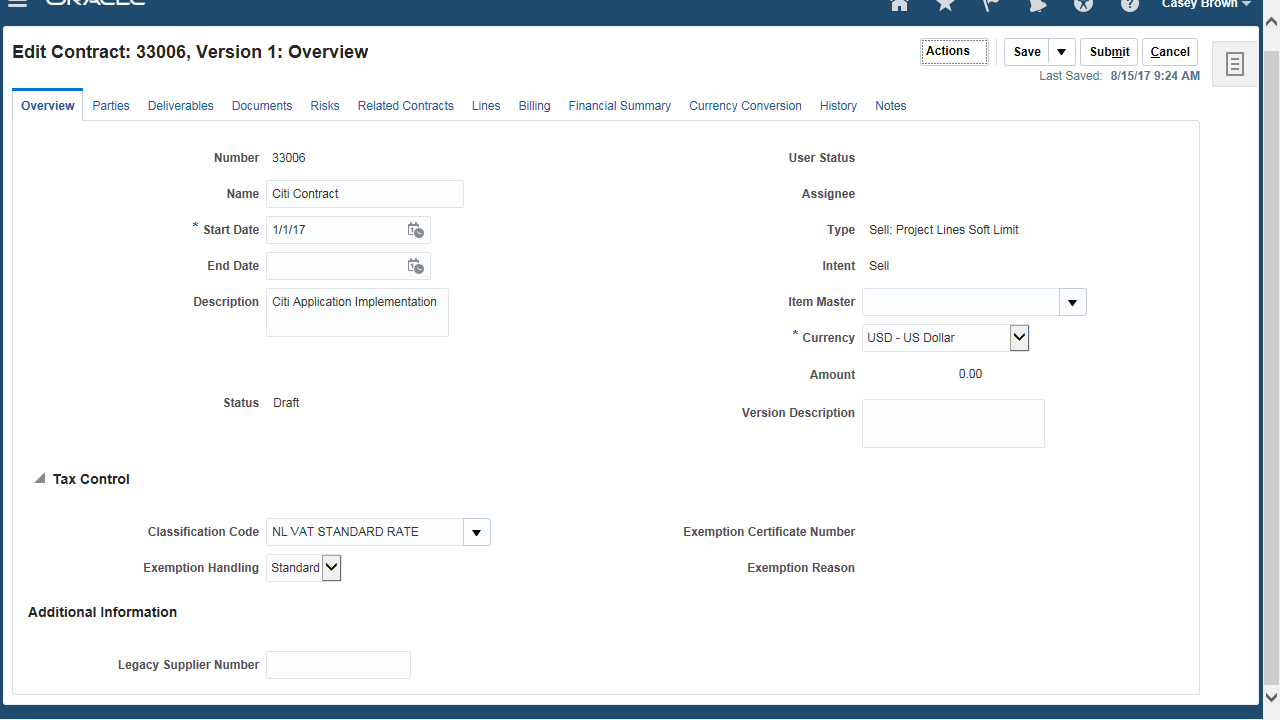 ORACLE
Casey Brown
Edit Contract: 33006, Version 1: Overview
Actions
Save
Submit
Cancel
Last Saved: 8/15/17 9:24 AM
Overview Parties Deliverables Documents Risks Related Contracts Lines Billing Financial Summary Currency Conversion History Notes
Number 33006
Name Citi Contract
* Start Date 1/1/17
End Date
Description Citi Application Implementation
Status Draft
User Status
Assignee
Type Sell: Project Lines Soft Limit
Intent Sell
Item Master
* Currency USD - US Dollar
Amount 0.00
Version Description
Tax Control
Classification Code NL VAT STANDARD RATE
Exemption Handling Standard
Exemption Certificate Number
Exemption Reason
Additional Information
Legacy Supplier Number